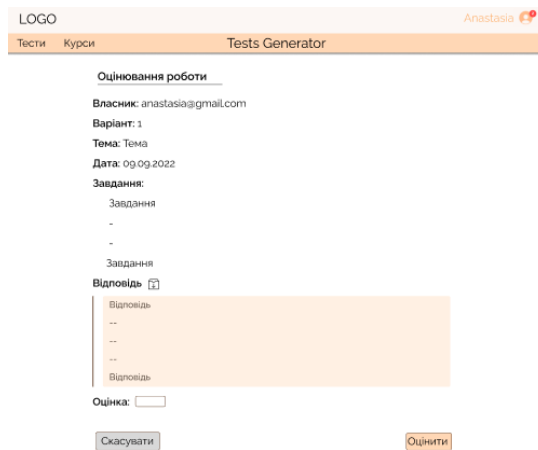 LOGO Anastasia
Тести Курси Tests Generator
Оцінювання роботи
Власник: anastasia@gmail.com
Варіант: 1
Тема: Тема
Дата: 09.09.2022
Завдання:
Завдання
-
-
Завдання
Відповідь
Відповідь
--
--
--
Відповідь
Оцінка:
Скасувати Оцінити